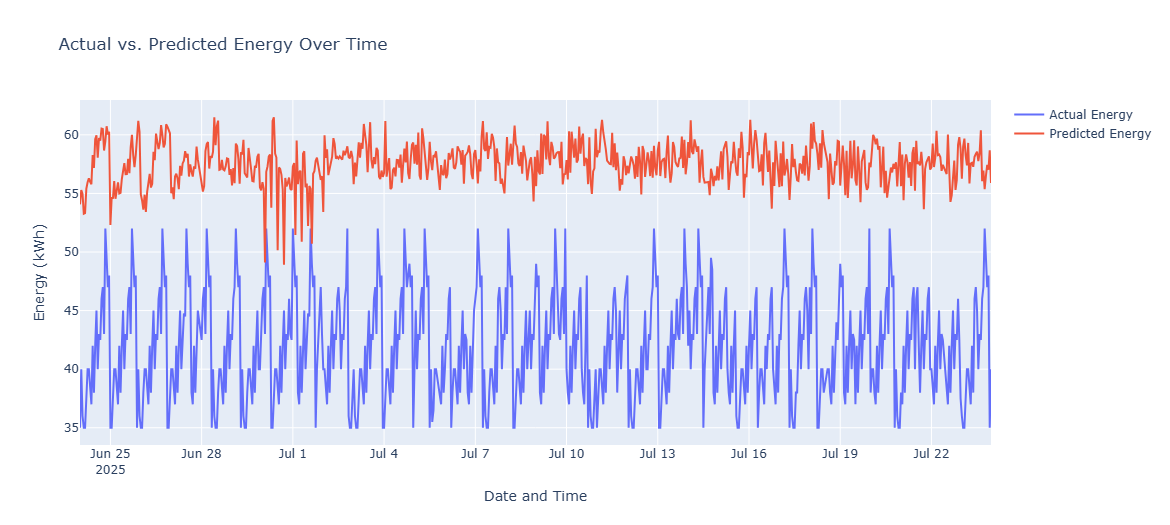 Actual vs. Predicted Energy Over Time
Actual Energy
Predicted Energy
Energy (kWh)
60
55
50
45
40
35
Jun 25
2025
Jun 28
Jul 1
Jul 4
Jul 7
Jul 10
Jul 13
Jul 16
Jul 19
Jul 22
Date and Time